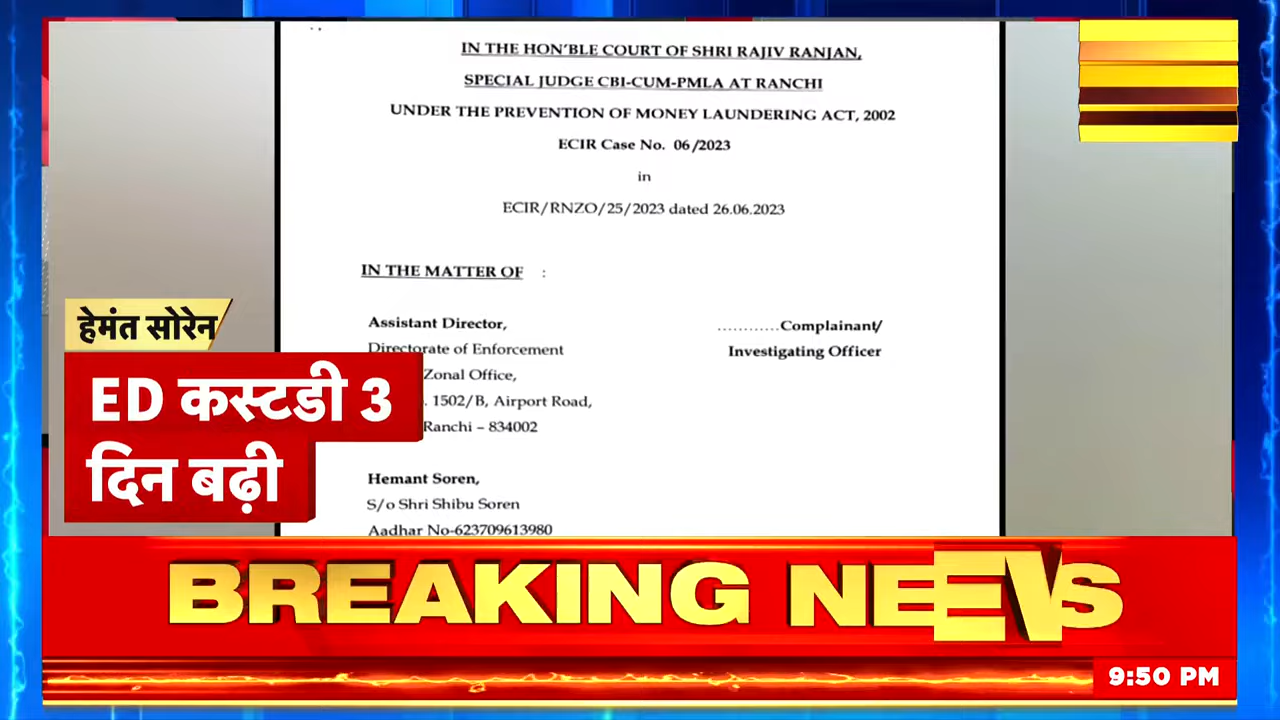 IN THE HON'BLE COURT OF SHRI RAJIV RANJAN,
SPECIAL JUDGE CBI-CUM-PMLA AT RANCHI
UNDER THE PREVENTION OF MONEY LAUNDERING ACT, 2002
ECIR Case No. 06/2023
in
ECIR/RNZO/25/2023 dated 26.06.2023
IN THE MATTER OF :
Assistant Director, ............Complainant/
Directorate of Enforcement Investigating Officer
Zonal Office,
1502/B, Airport Road,
Ranchi – 834002
Hemant Soren,
S/o Shri Shibu Soren
Aadhar No-623709613980
हेमंत सोरेन
ED कस्टडी 3
दिन बढ़ी
BREAKING NEWS
9:50 PM